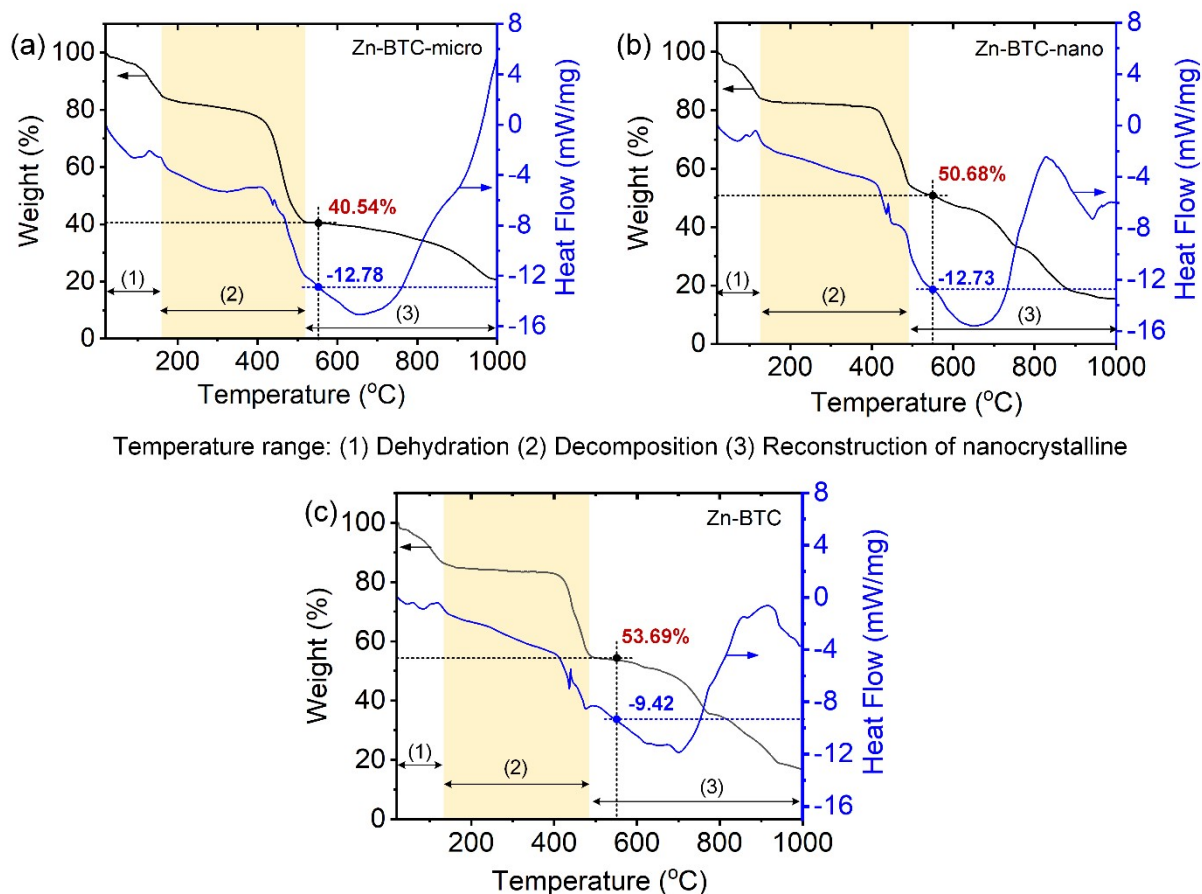 (a)
Zn-BTC-micro
100
80
60
40
20
0
Weight (%)
8
4
0
-4
-8
-12
-16
Heat Flow (mW/mg)
40.54%
-12.78
(1)
(2)
(3)
200 400 600 800 1000
Temperature (°C)
(b)
Zn-BTC-nano
100
80
60
40
20
0
Weight (%)
8
4
0
-4
-8
-12
-16
Heat Flow (mW/mg)
50.68%
-12.73
(1)
(2)
(3)
200 400 600 800 1000
Temperature (°C)
Temperature range: (1) Dehydration (2) Decomposition (3) Reconstruction of nanocrystalline
(c)
Zn-BTC
100
80
60
40
20
0
Weight (%)
8
4
0
-4
-8
-12
-16
Heat Flow (mW/mg)
53.69%
-9.42
(1)
(2)
(3)
200 400 600 800 1000
Temperature (°C)